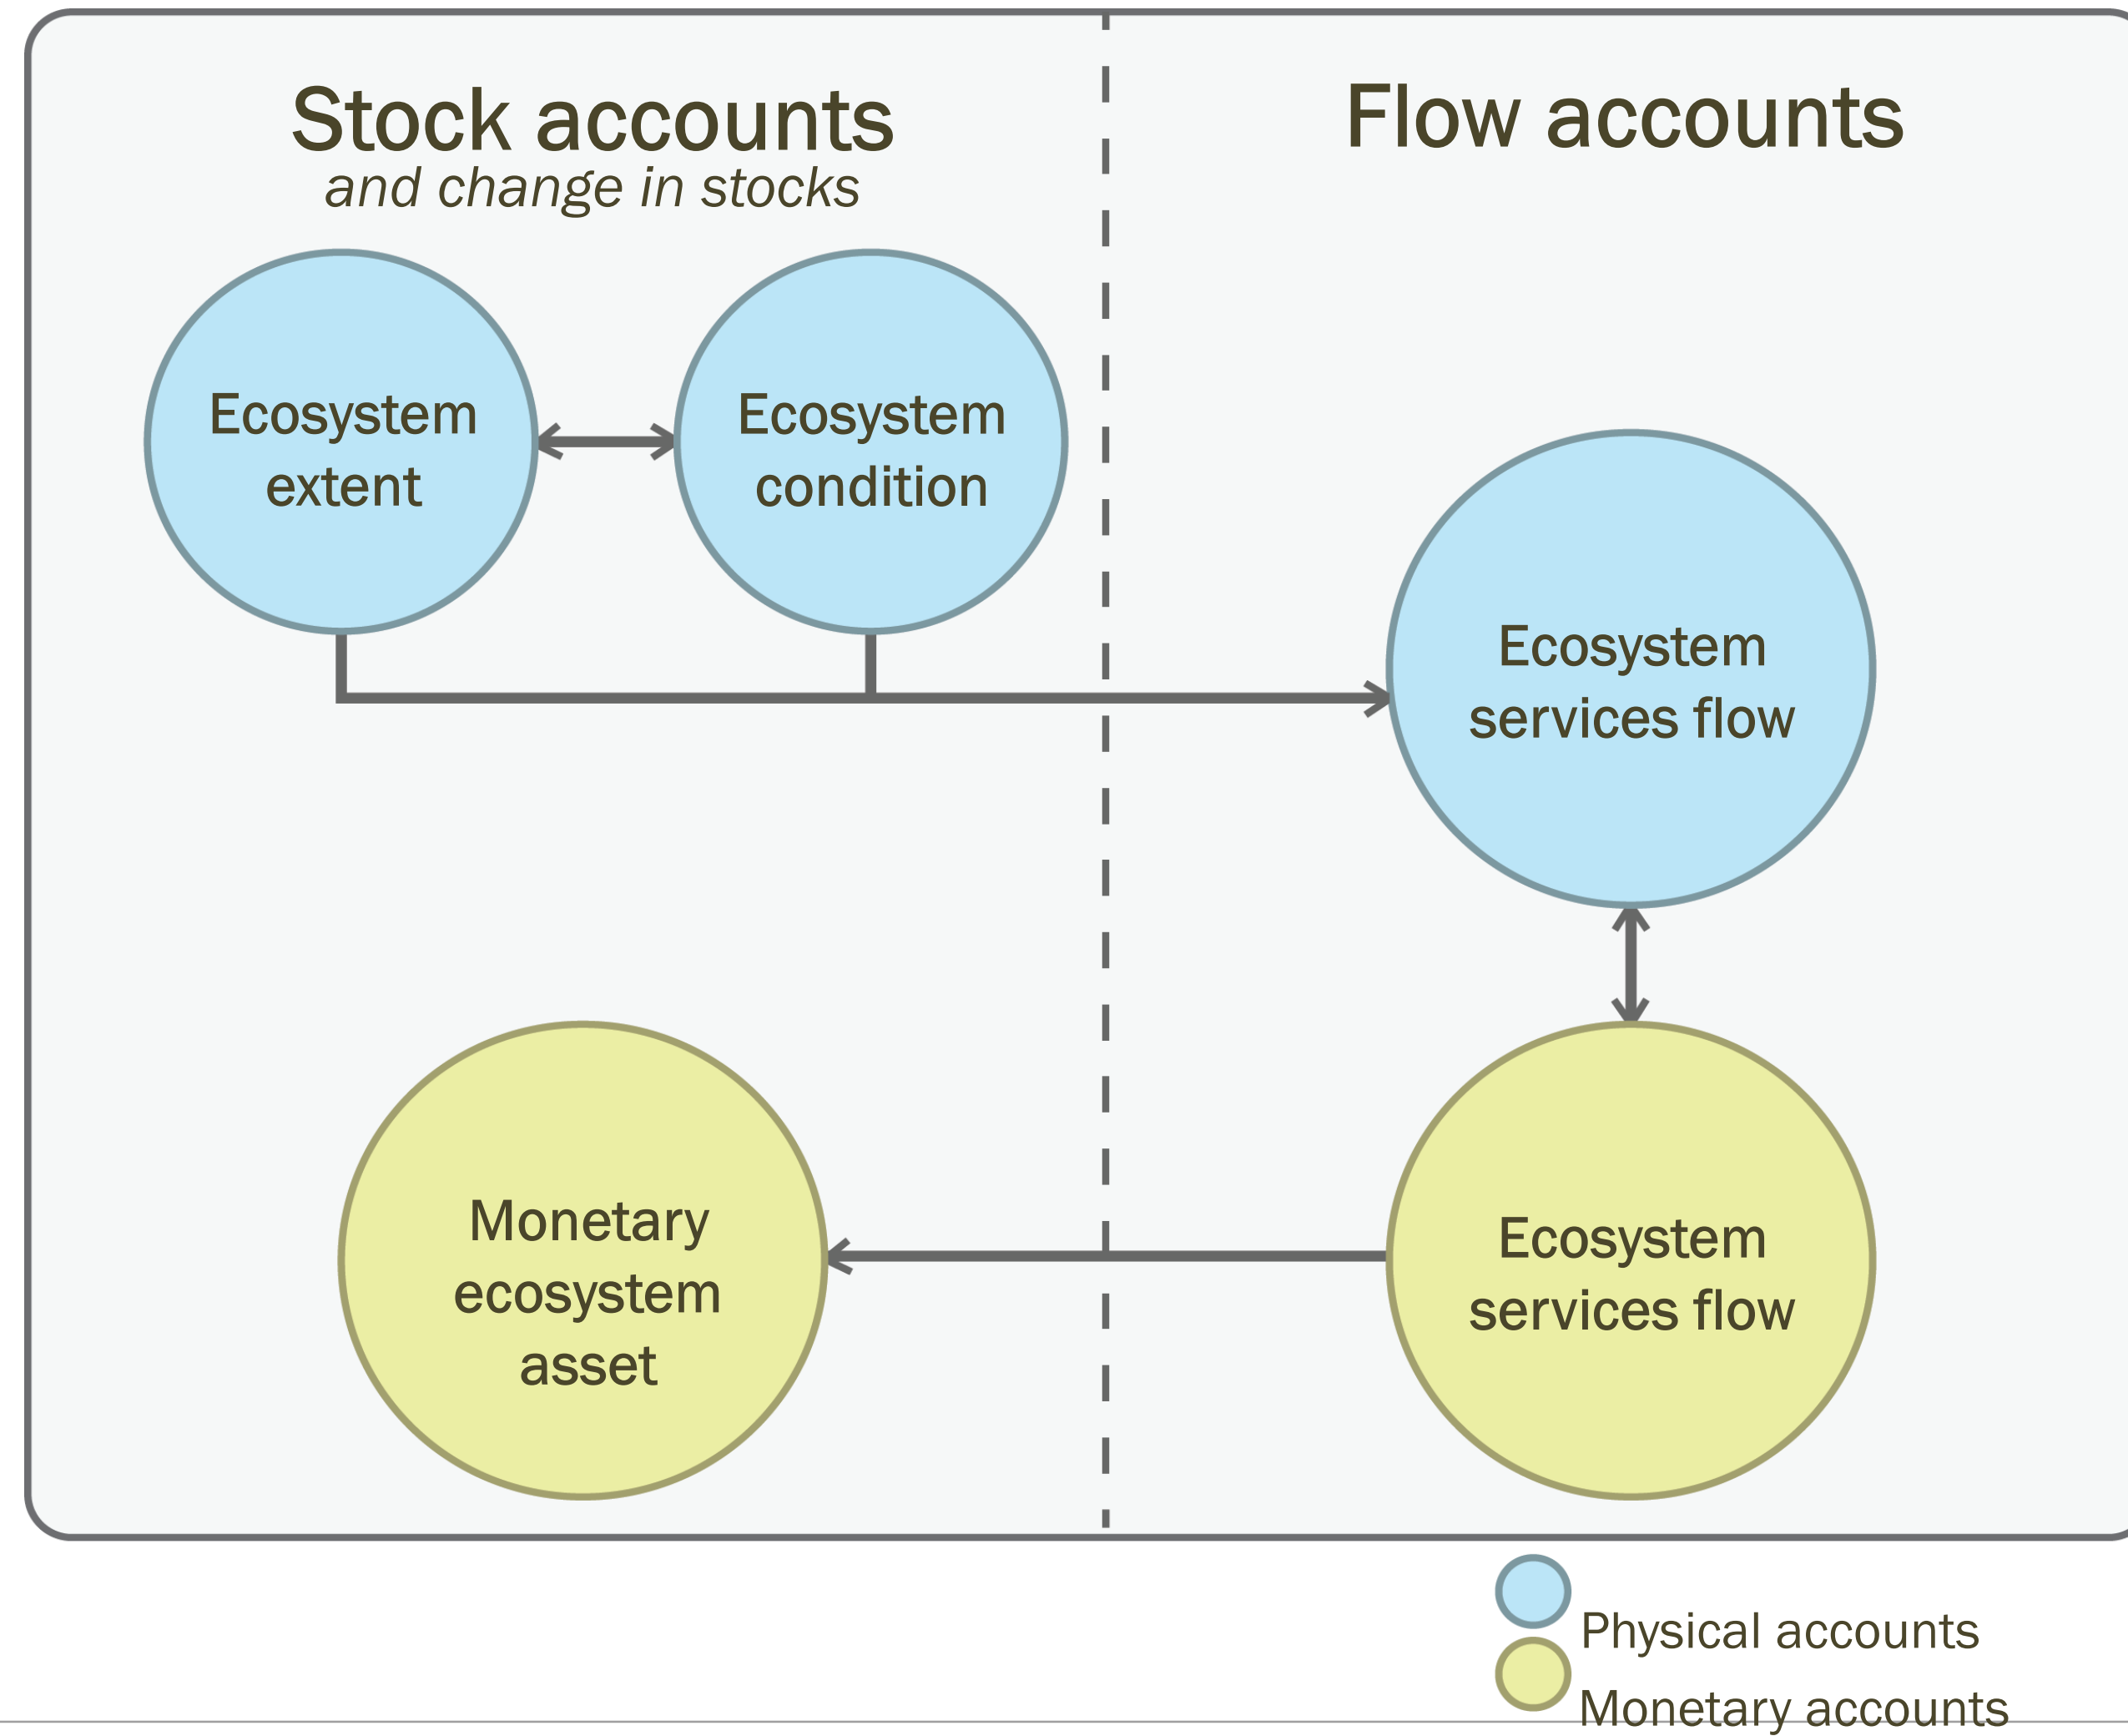 Stock accounts
and change in stocks
Flow accounts
Ecosystem
extent
Ecosystem
condition
Ecosystem
services flow
Monetary
ecosystem
asset
Ecosystem
services flow
Physical accounts
Monetary accounts